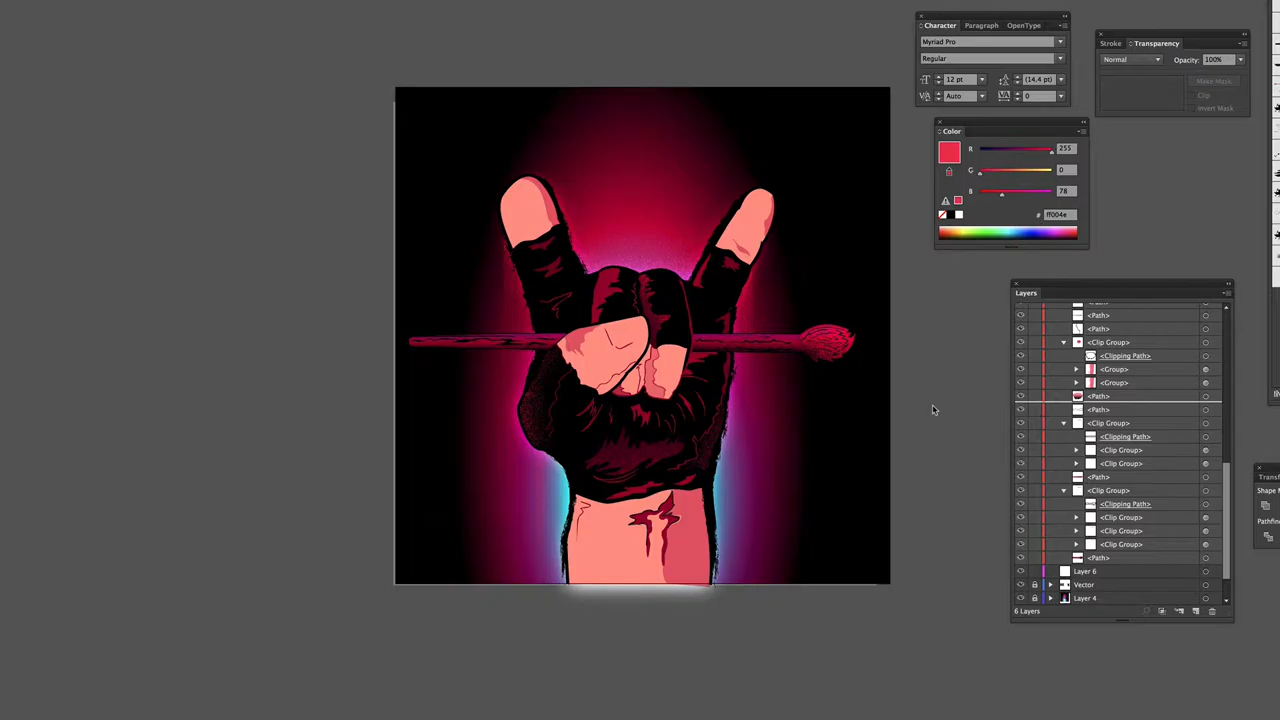 Character Paragraph OpenType
Myriad Pro
Regular
12 pt (14.4 pt)
Auto 0
Stroke Transparency
Normal Opacity: 100%
Make Mask
Clip
Invert Mask
Color
R 255
G 0
B 78
# ff004e
Layers
<Path>
<Path>
<Clip Group>
<Clipping Path>
<Group>
<Group>
<Path>
<Path>
<Clip Group>
<Clipping Path>
<Clip Group>
<Clip Group>
<Path>
<Clip Group>
<Clipping Path>
<Clip Group>
<Clip Group>
<Clip Group>
<Path>
Layer 6
Vector
Layer 4
6 Layers
Transf
Shape M
Pathfin